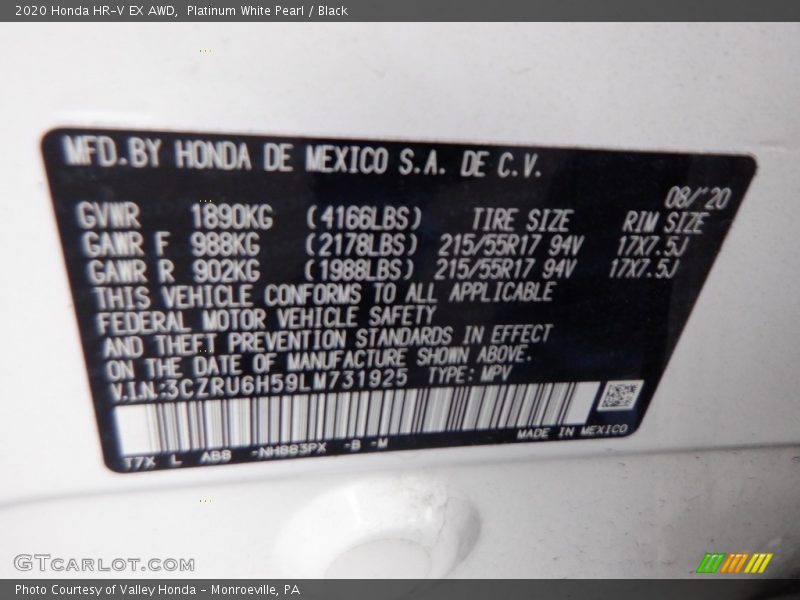 2020 Honda HR-V EX AWD, Platinum White Pearl / Black
MFD.BY HONDA DE MEXICO S.A. DE C.V.
08/'20
GVWR 1890KG (4166LBS) TIRE SIZE RIM SIZE
GAWR F 988KG (2178LBS) 215/55R17 94V 17X7.5J
GAWR R 902KG (1988LBS) 215/55R17 94V 17X7.5J
THIS VEHICLE CONFORMS TO ALL APPLICABLE
FEDERAL MOTOR VEHICLE SAFETY
AND THEFT PREVENTION STANDARDS IN EFFECT
ON THE DATE OF MANUFACTURE SHOWN ABOVE.
V.I.N.:3CZRU6H59LM731925 TYPE: MPV
T7X L ABB -NH883PX -B -M MADE IN MEXICO
GTCARLOT.COM
Photo Courtesy of Valley Honda - Monroeville, PA